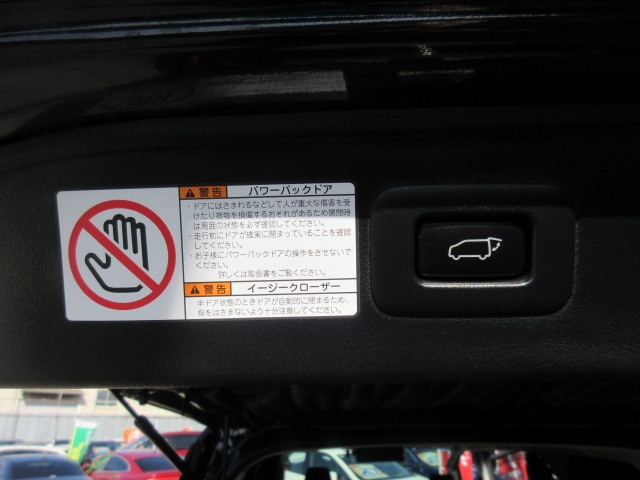 警告 パワーバックドア
・ドアにはさまれるなどして人が重大な傷害を受
けたり荷物を損傷するおそれがあるため開閉時
は周囲の状態を必ず確認してください。
・走行前にドアが確実に閉まっていることを確認
してください。
・お子様にパワーバックドアの操作をさせないで
ください。
詳しくは取扱書をご覧ください。
警告 イージークローザー
半ドア状態のときドアが自動的に閉まるため、
指をはさまないよう十分注意してください。